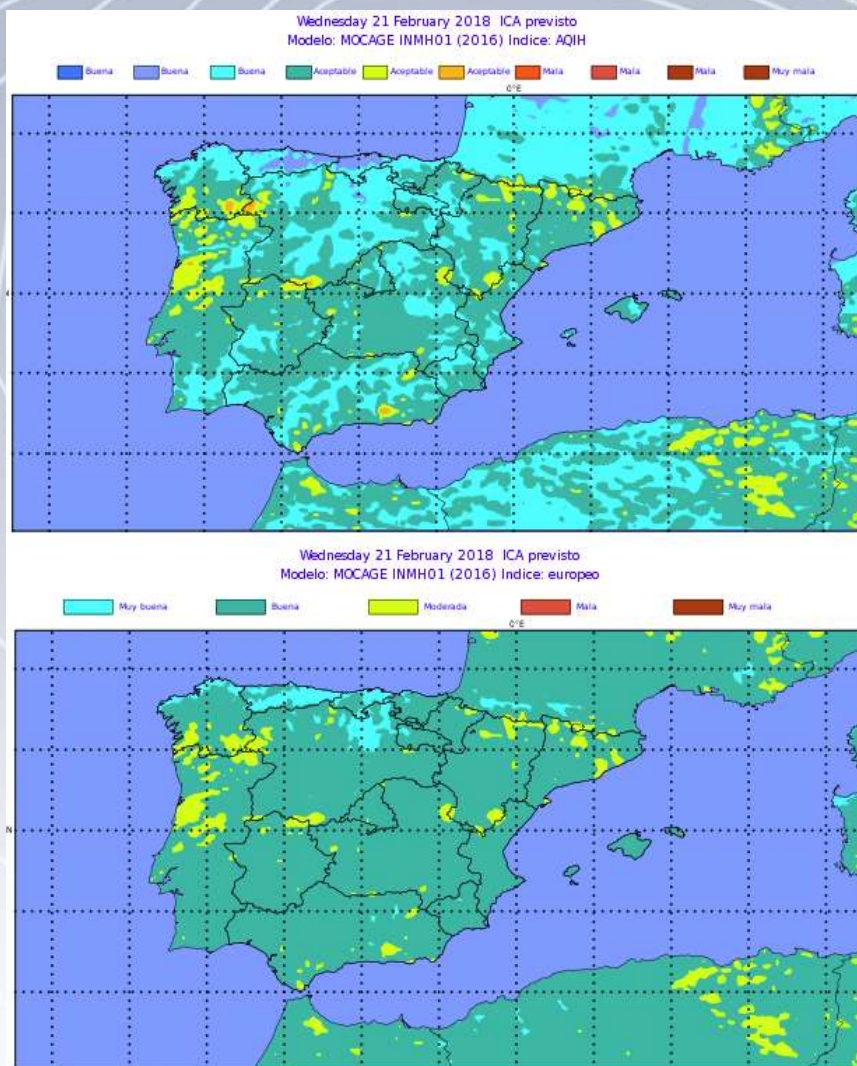 Wednesday 21 February 2018 ICA previsto
Modelo: MOCAGE INMH01 (2016) Indice: AQIH
Buena Buena Buena Aceptable Aceptable Aceptable Mala Mala Mala Muy mala
0°E
N
Wednesday 21 February 2018 ICA previsto
Modelo: MOCAGE INMH01 (2016) Indice: europeo
Muy buena Buena Moderada Mala Muy mala
0°E
N